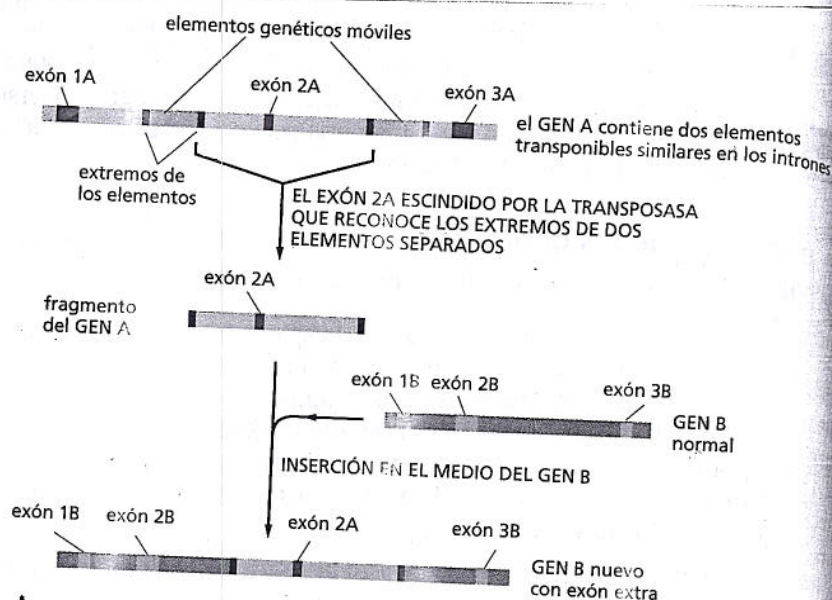 elementos genéticos móviles
exón 1A
exón 2A
exón 3A
el GEN A contiene dos elementos
transponibles similares en los intrones
extremos de
los elementos
EL EXÓN 2A ESCINDIDO POR LA TRANSPOSASA
QUE RECONOCE LOS EXTREMOS DE DOS
ELEMENTOS SEPARADOS
exón 2A
fragmento
del GEN A
exón 1B exón 2B
exón 3B
GEN B
normal
INSERCIÓN EN EL MEDIO DEL GEN B
exón 1B
exón 2B
exón 2A
exón 3B
GEN B nuevo
con exón extra